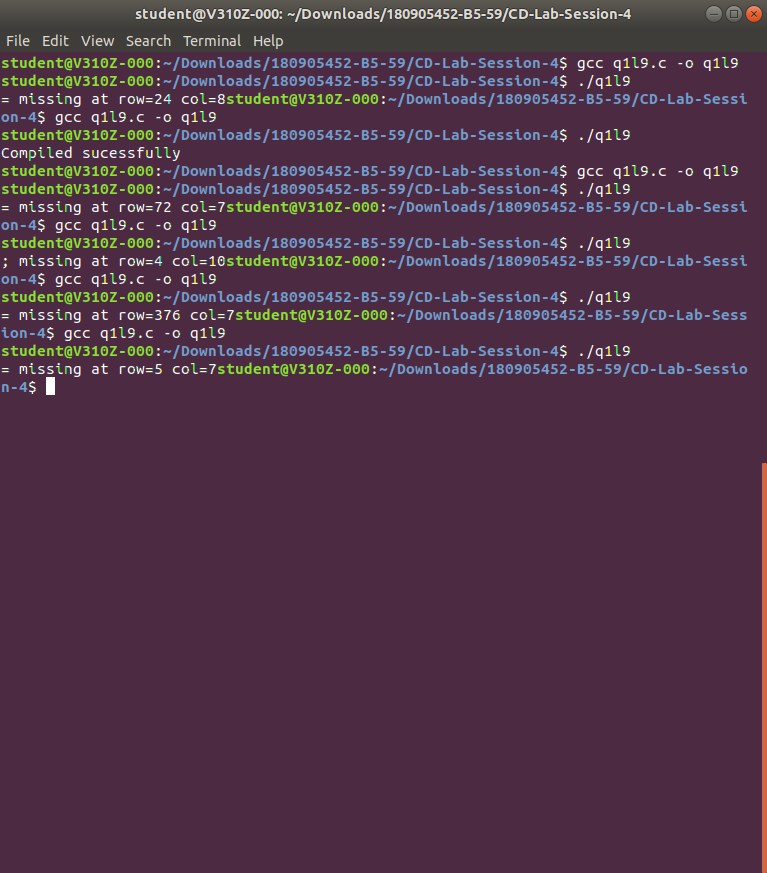 student@V310Z-000: ~/Downloads/180905452-B5-59/CD-Lab-Session-4
File Edit View Search Terminal Help
student@V310Z-000:~/Downloads/180905452-B5-59/CD-Lab-Session-4$ gcc q1l9.c -o q1l9
student@V310Z-000:~/Downloads/180905452-B5-59/CD-Lab-Session-4$ ./q1l9
= missing at row=24 col=8student@V310Z-000:~/Downloads/180905452-B5-59/CD-Lab-Sessi
on-4$ gcc q1l9.c -o q1l9
student@V310Z-000:~/Downloads/180905452-B5-59/CD-Lab-Session-4$ ./q1l9
Compiled sucessfully
student@V310Z-000:~/Downloads/180905452-B5-59/CD-Lab-Session-4$ gcc q1l9.c -o q1l9
student@V310Z-000:~/Downloads/180905452-B5-59/CD-Lab-Session-4$ ./q1l9
= missing at row=72 col=7student@V310Z-000:~/Downloads/180905452-B5-59/CD-Lab-Sessi
on-4$ gcc q1l9.c -o q1l9
student@V310Z-000:~/Downloads/180905452-B5-59/CD-Lab-Session-4$ ./q1l9
; missing at row=4 col=10student@V310Z-000:~/Downloads/180905452-B5-59/CD-Lab-Sessi
on-4$ gcc q1l9.c -o q1l9
student@V310Z-000:~/Downloads/180905452-B5-59/CD-Lab-Session-4$ ./q1l9
= missing at row=376 col=7student@V310Z-000:~/Downloads/180905452-B5-59/CD-Lab-Sess
ion-4$ gcc q1l9.c -o q1l9
student@V310Z-000:~/Downloads/180905452-B5-59/CD-Lab-Session-4$ ./q1l9
= missing at row=5 col=7student@V310Z-000:~/Downloads/180905452-B5-59/CD-Lab-Sessio
n-4$